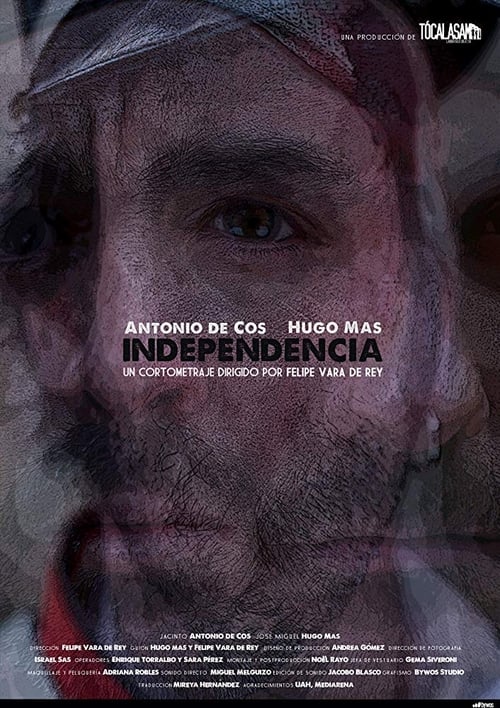 UNA PRODUCCIÓN DE TÓCALASAM
ANTONIO DE COS HUGO MAS
INDEPENDENCIA
UN CORTOMETRAJE DIRIGIDO POR FELIPE VARA DE REY
JACINTO ANTONIO DE COS JOSE MIGUEL HUGO MAS
DIRECCIÓN FELIPE VARA DE REY GUION HUGO MAS Y FELIPE VARA DE REY DISEÑO DE PRODUCCIÓN ANDREA GÓMEZ DIRECCIÓN DE FOTOGRAFIA
ISRAEL SAS OPERADORES ENRIQUE TORRALBO Y SARA PÉREZ MONTAJE Y POSTPRODUCCIÓN NOËL RAYO JEFA DE VESTUARIO GEMA SIVERONI
MAQUILLAJE Y PELUQUERÍA ADRIANA ROBLES SONIDO DIRECTO MIGUEL MELGUIZO EDICIÓN DE SONIDO JACOBO BLASCO GRAFISMO BYWOS STUDIO
TRADUCCIÓN MIREYA HERNÁNDEZ AGRADECIMIENTOS UAH, MEDIARENA
BYWOS